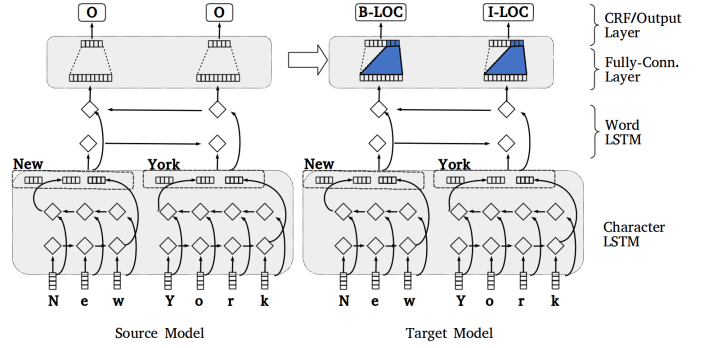 O O B-LOC I-LOC
CRF/Output
Layer
Fully-Conn.
Layer
Word
LSTM
New York New York
Character
LSTM
N e w Y o r k N e w Y o r k
Source Model Target Model